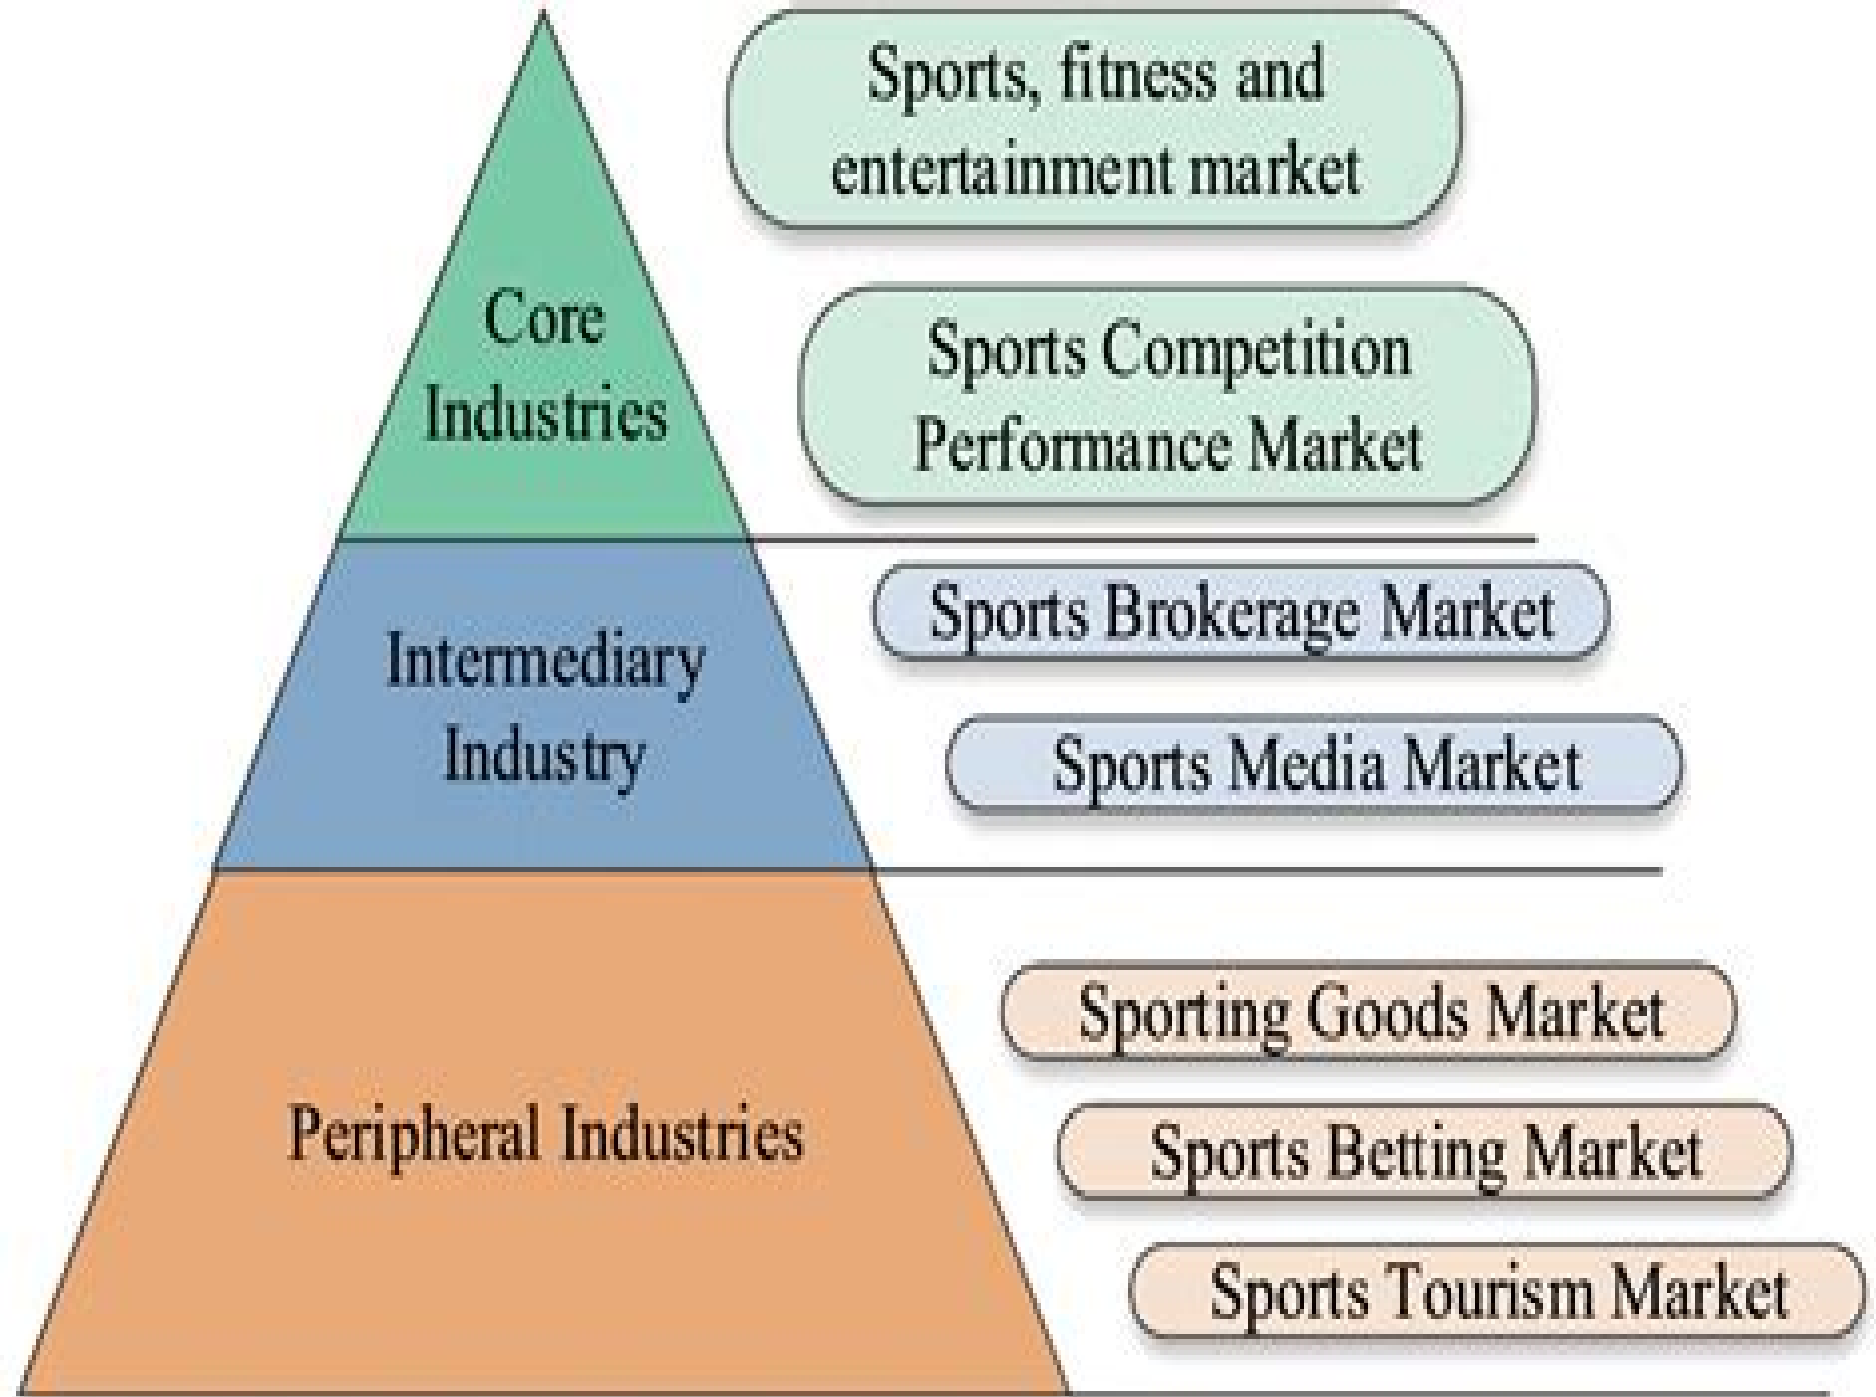 Sports, fitness and
entertainment market
Core
Industries
Sports Competition
Performance Market
Intermediary
Industry
Sports Brokerage Market
Sports Media Market
Peripheral Industries
Sporting Goods Market
Sports Betting Market
Sports Tourism Market